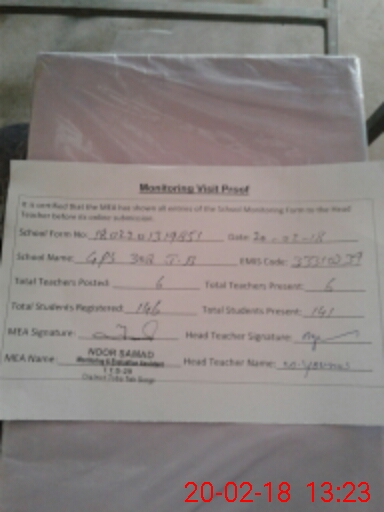 Monitoring Visit Proof
It is certified that the MEA has shown all entries of the School Monitoring Form to the Head
Teacher before its online submission.
School Form No: Date: 20-02-18
School Name: GPS EMIS Code:
Total Teachers Posted: 6 Total Teachers Present: 6
Total Students Registered: 146 Total Students Present: 141
MEA Signature: Head Teacher Signature:
MEA Name: NOOR SAMAD Head Teacher Name:
Monitoring & Evaluation Assistant
District Toba Tek Singh
20-02-18 13:23